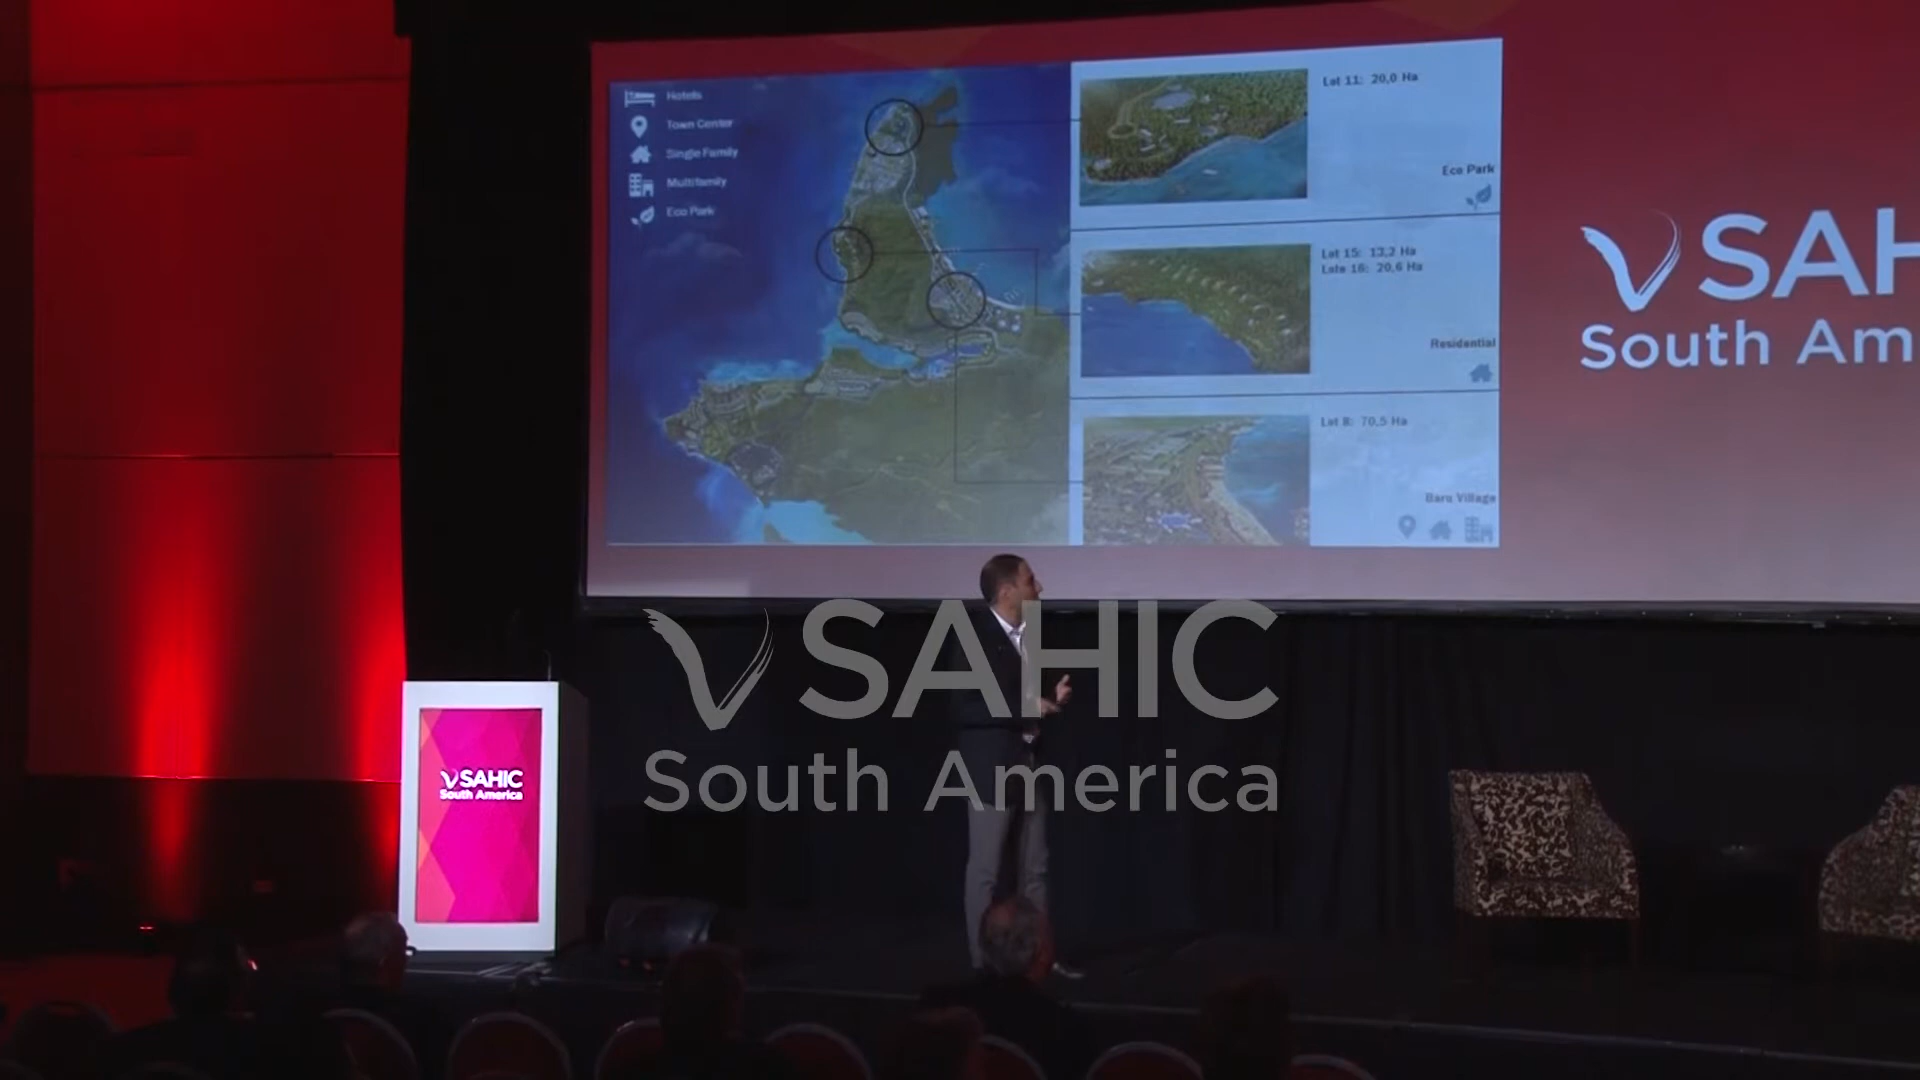 Hotels
Town Center
Single Family
Multifamily
Eco Park
Lot 11: 20,0 Ha
Eco Park
Lot 15: 13,2 Ha
Lote 16: 20,6 Ha
Residential
Lot 8: 70,5 Ha
Baru Village
SAH
South Am
SAHIC
South America
SAHIC
South America